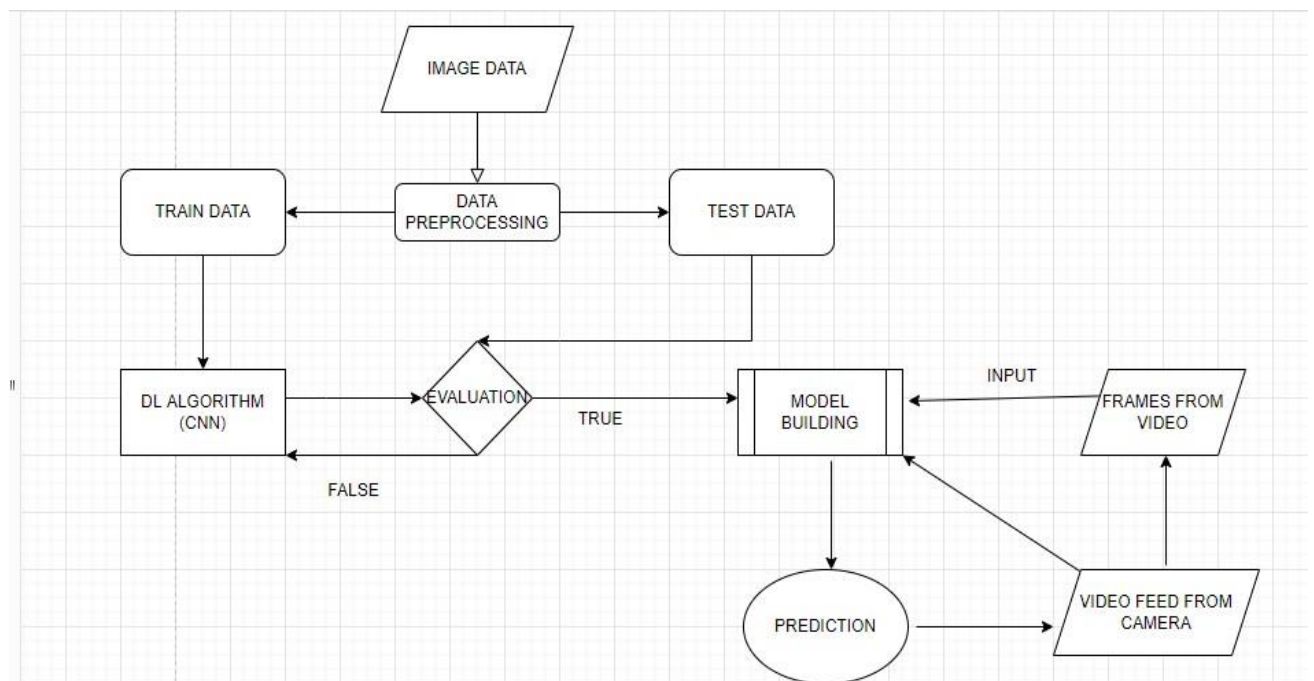 IMAGE DATA
TRAIN DATA
DATA
PREPROCESSING
TEST DATA
DL ALGORITHM
(CNN)
EVALUATION
TRUE
FALSE
MODEL
BUILDING
INPUT
FRAMES FROM
VIDEO
PREDICTION
VIDEO FEED FROM
CAMERA